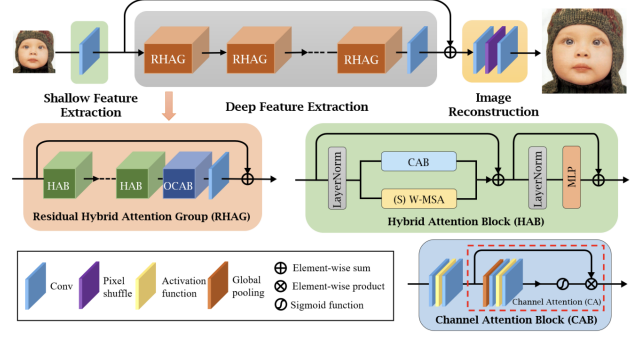 RHAG
RHAG
RHAG
Shallow Feature
Extraction
Deep Feature Extraction
Image
Reconstruction
HAB
HAB
OCAB
Residual Hybrid Attention Group (RHAG)
LayerNorm
CAB
(S) W-MSA
LayerNorm
MLP
Hybrid Attention Block (HAB)
Conv
Pixel
shuffle
Activation
function
Global
pooling
Element-wise sum
Element-wise product
Sigmoid function
Channel Attention (CA)
Channel Attention Block (CAB)